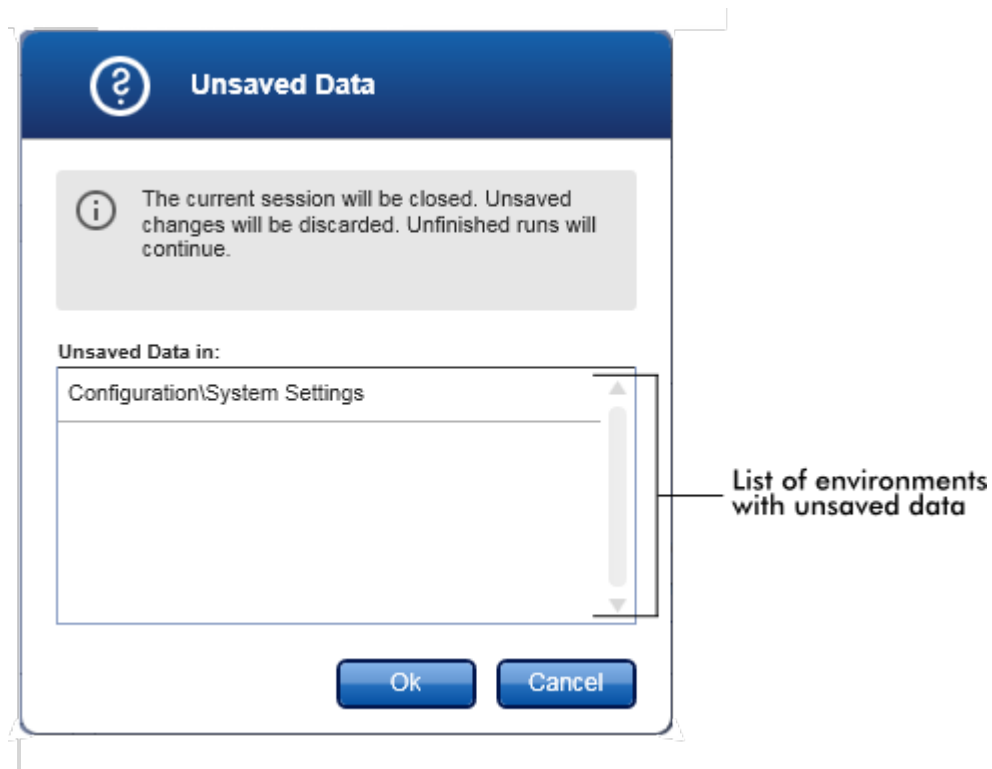 Unsaved Data
The current session will be closed. Unsaved
changes will be discarded. Unfinished runs will
continue.
Unsaved Data in:
Configuration\System Settings
List of environments
with unsaved data
Ok
Cancel